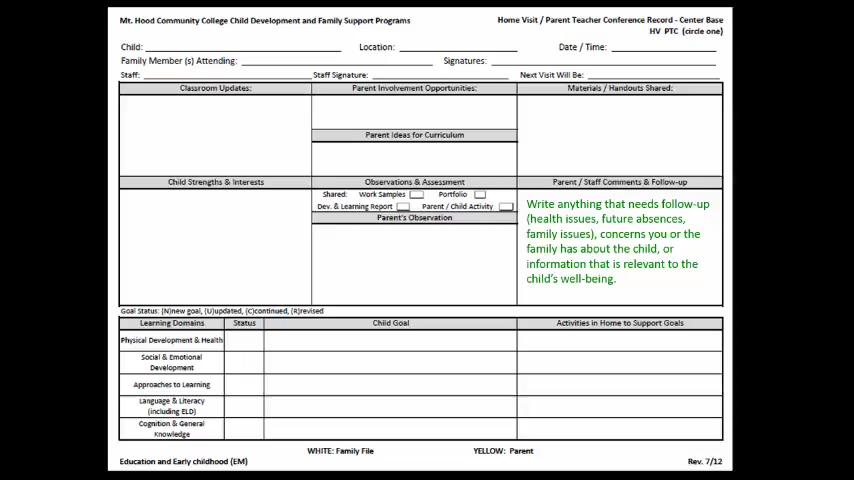 Mt. Hood Community College Child Development and Family Support Programs
Home Visit / Parent Teacher Conference Record - Center Base
HV PTC (circle one)
Child: Location: Date / Time:
Family Member (s) Attending: Signatures:
Staff: Staff Signature: Next Visit Will Be:
Classroom Updates: Parent Involvement Opportunities: Materials / Handouts Shared:
Parent Ideas for Curriculum
Child Strengths & Interests Observations & Assessment Parent / Staff Comments & Follow-up
Shared: Work Samples Portfolio
Dev. & Learning Report Parent / Child Activity
Parent's Observation
Write anything that needs follow-up
(health issues, future absences,
family issues), concerns you or the
family has about the child, or
information that is relevant to the
child's well-being.
Goal Status: (N)new goal, (U)updated, (C)continued, (R)revised
Learning Domains Status Child Goal Activities in Home to Support Goals
Physical Development & Health
Social & Emotional
Development
Approaches to Learning
Language & Literacy
(including ELD)
Cognition & General
Knowledge
WHITE: Family File YELLOW: Parent
Education and Early childhood (EM) Rev. 7/12